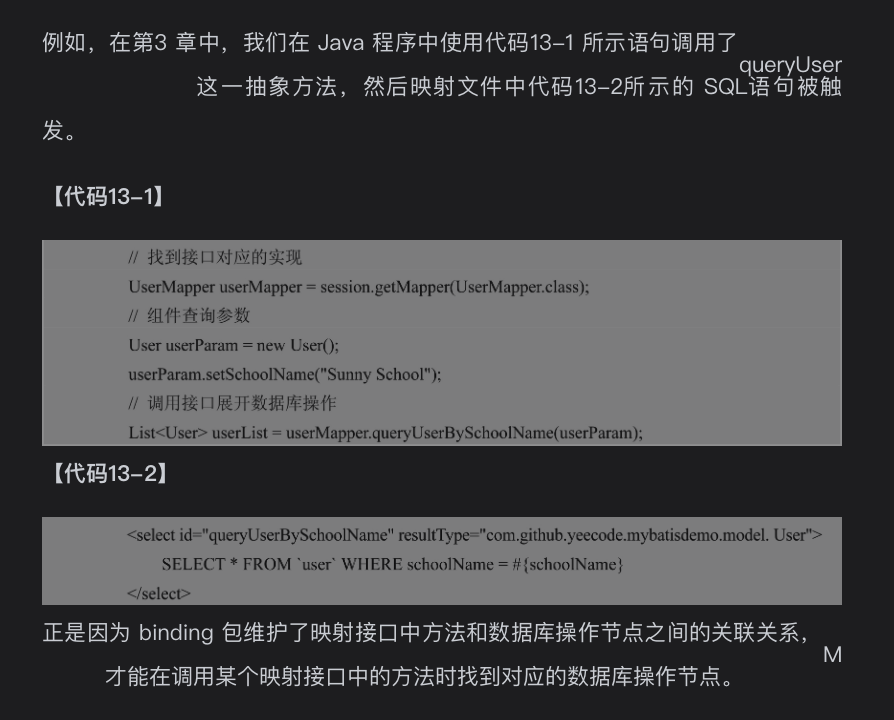 例如，在第3 章中，我们在 Java 程序中使用代码13-1 所示语句调用了
queryUser
这一抽象方法，然后映射文件中代码13-2所示的 SQL语句被触
发。
【代码13-1】
// 找到接口对应的实现
UserMapper userMapper = session.getMapper(UserMapper.class);
// 组件查询参数
User userParam = new User();
userParam.setSchoolName("Sunny School");
// 调用接口展开数据库操作
List<User> userList = userMapper.queryUserBySchoolName(userParam);
【代码13-2】
<select id="queryUserBySchoolName" resultType="com.github.yeecode.mybatisdemo.model. User">
SELECT * FROM `user` WHERE schoolName = #{schoolName}
</select>
正是因为 binding 包维护了映射接口中方法和数据库操作节点之间的关联关系，
M
才能在调用某个映射接口中的方法时找到对应的数据库操作节点。